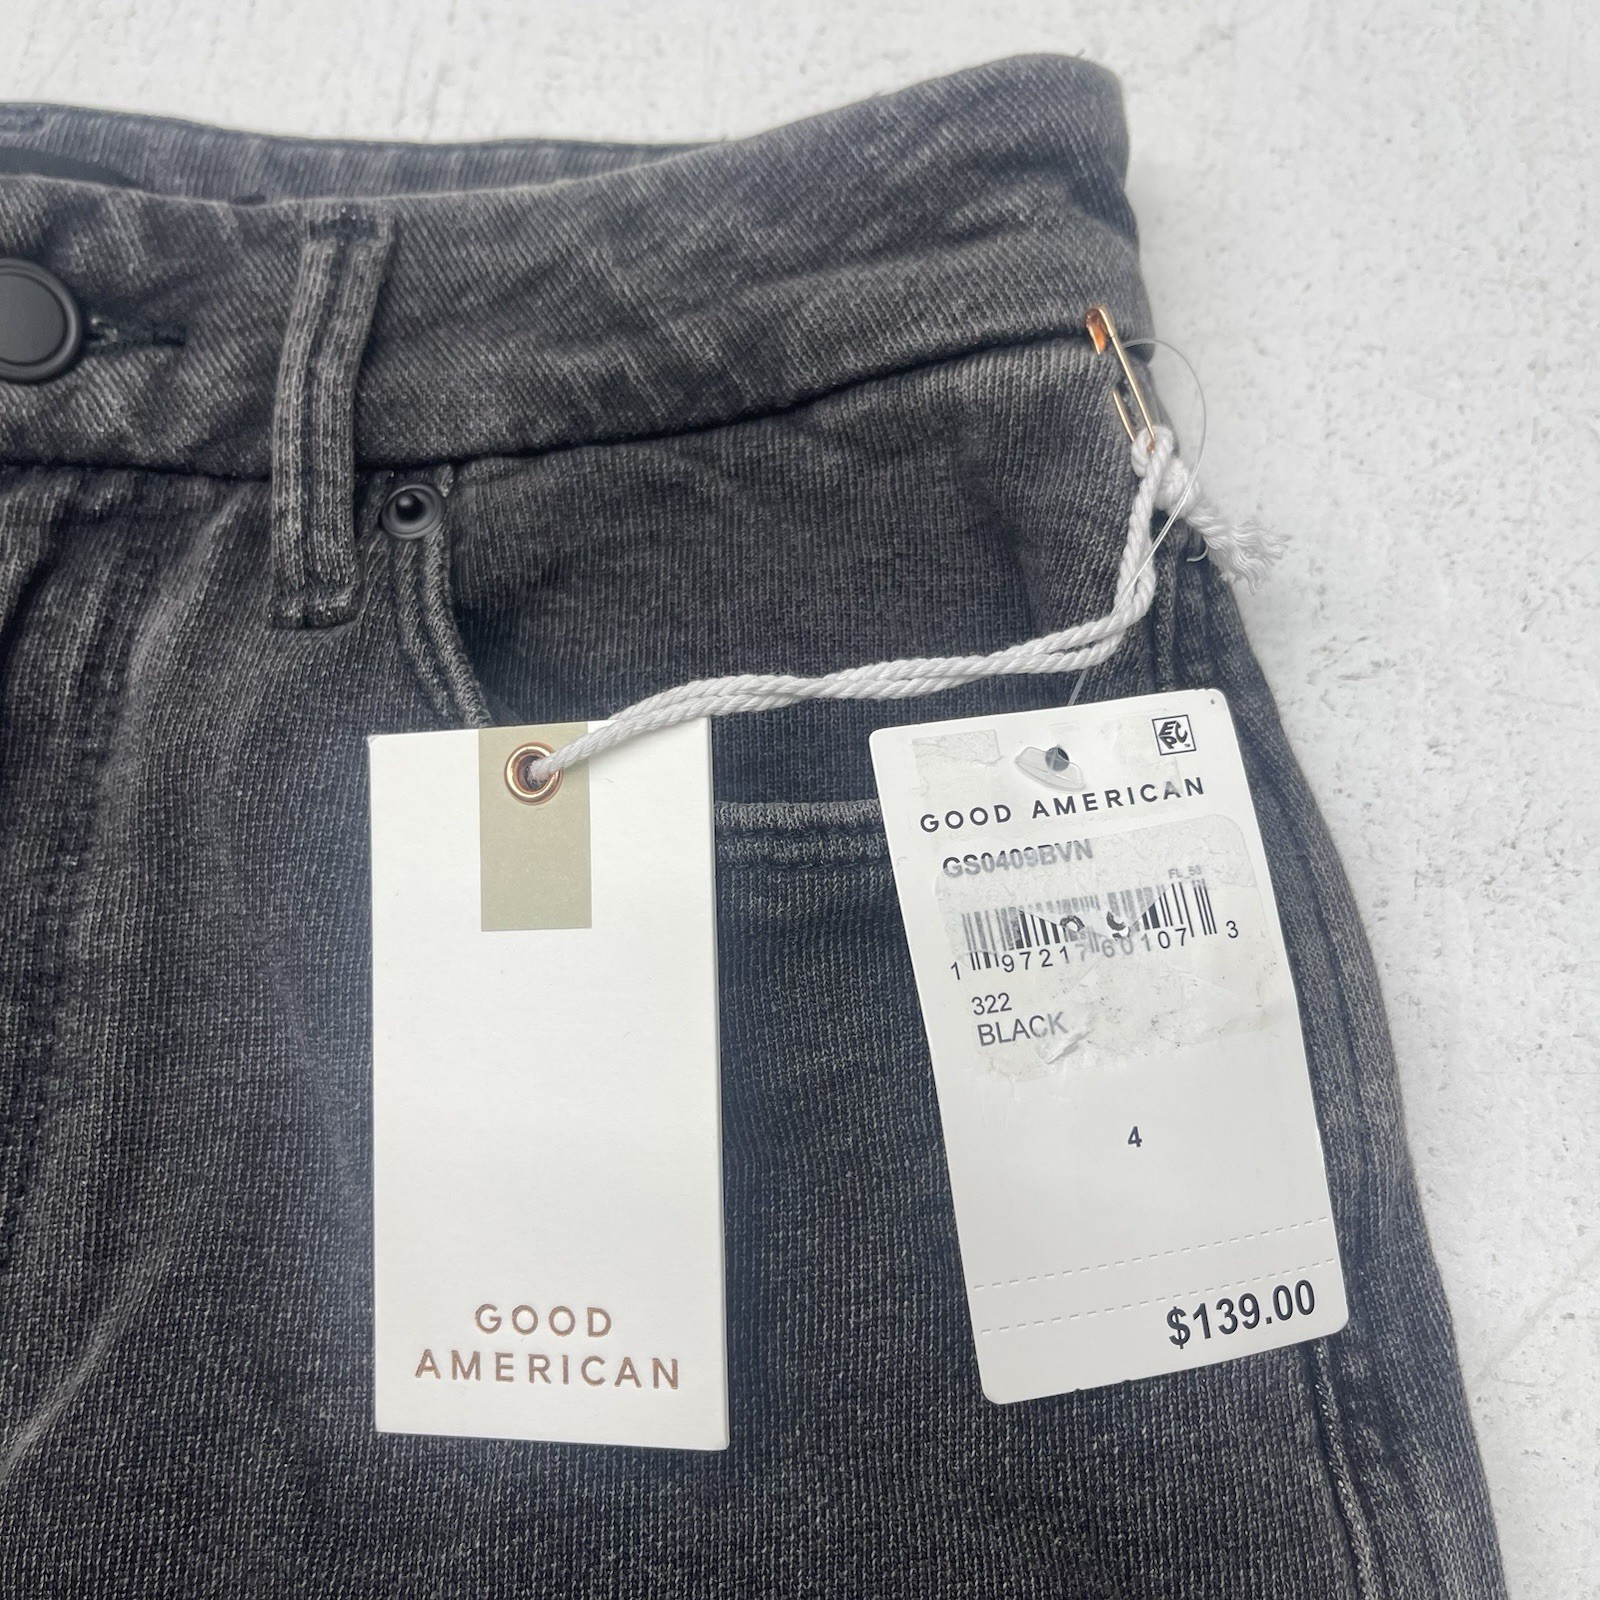 GOOD
AMERICAN
GOOD AMERICAN
GS0409BVN
1 97217 60107 3
322
BLACK
4
$139.00